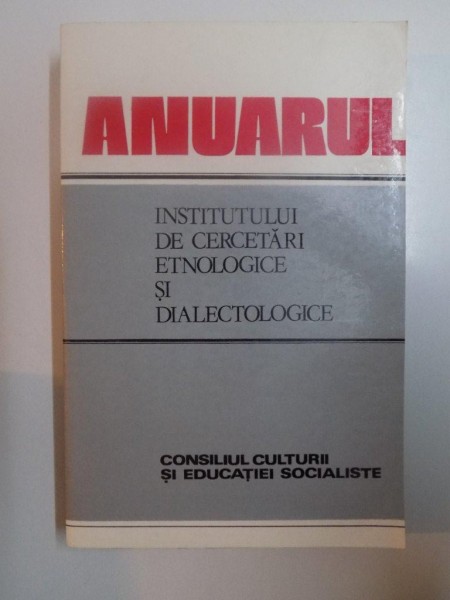 ANUARUL
INSTITUTULUI
DE CERCETĂRI
ETNOLOGICE
ȘI
DIALECTOLOGICE
CONSILIUL CULTURII
ȘI EDUCAȚIEI SOCIALISTE